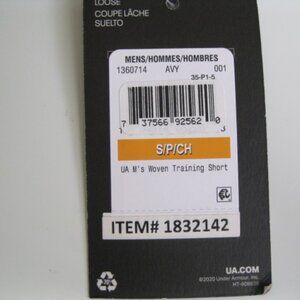 LOOSE
COUPE LÂCHE
SUELTO
MENS/HOMMES/HOMBRES
1360714 AVY 001
35-P1-5
7 37566 92562 0
S/P/CH
UA M's Woven Training Short
ITEM# 1832142
UA.COM
©2020 Under Armour, Inc.